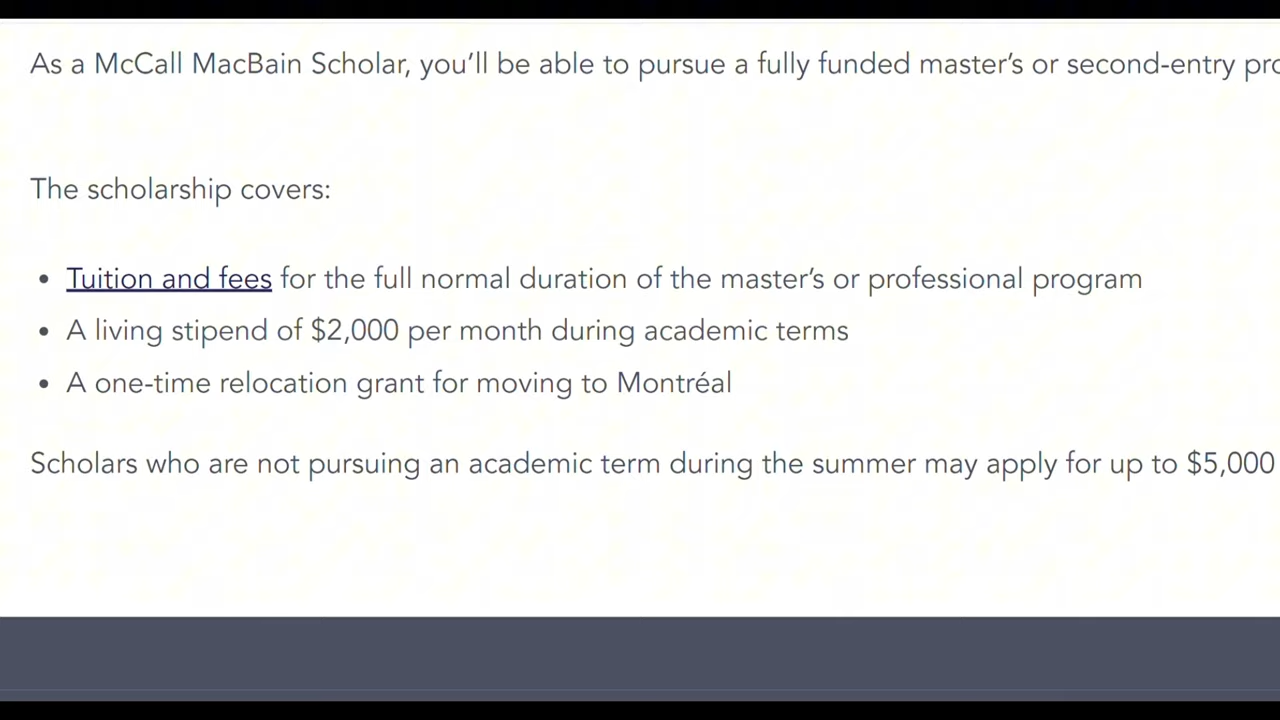 As a McCall MacBain Scholar, you'll be able to pursue a fully funded master's or second-entry
The scholarship covers:
• Tuition and fees for the full normal duration of the master's or professional program
• A living stipend of $2,000 per month during academic terms
• A one-time relocation grant for moving to Montréal
Scholars who are not pursuing an academic term during the summer may apply for up to $5,000